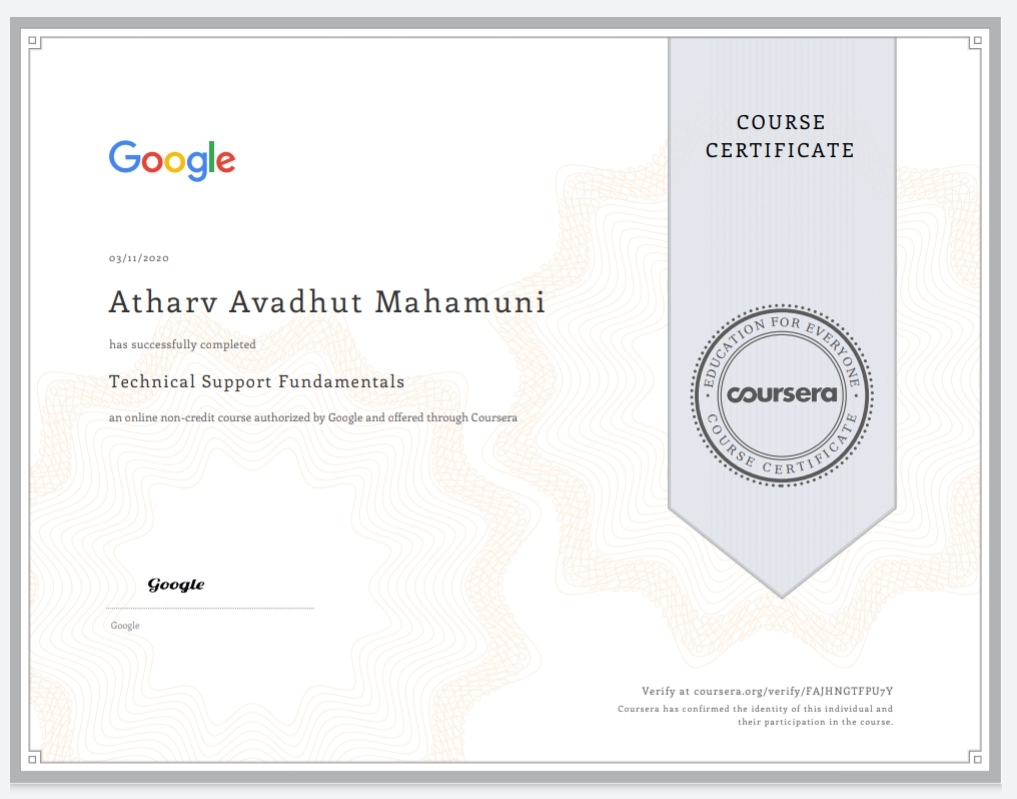 COURSE
CERTIFICATE
Google
03/11/2020
Atharv Avadhut Mahamuni
has successfully completed
Technical Support Fundamentals
an online non-credit course authorized by Google and offered through Coursera
EDUCATION FOR EVERYONE
coursera
COURSE CERTIFICATE
Google
Google
Verify at coursera.org/verify/FAJHNGTFPU7Y
Coursera has confirmed the identity of this individual and
their participation in the course.